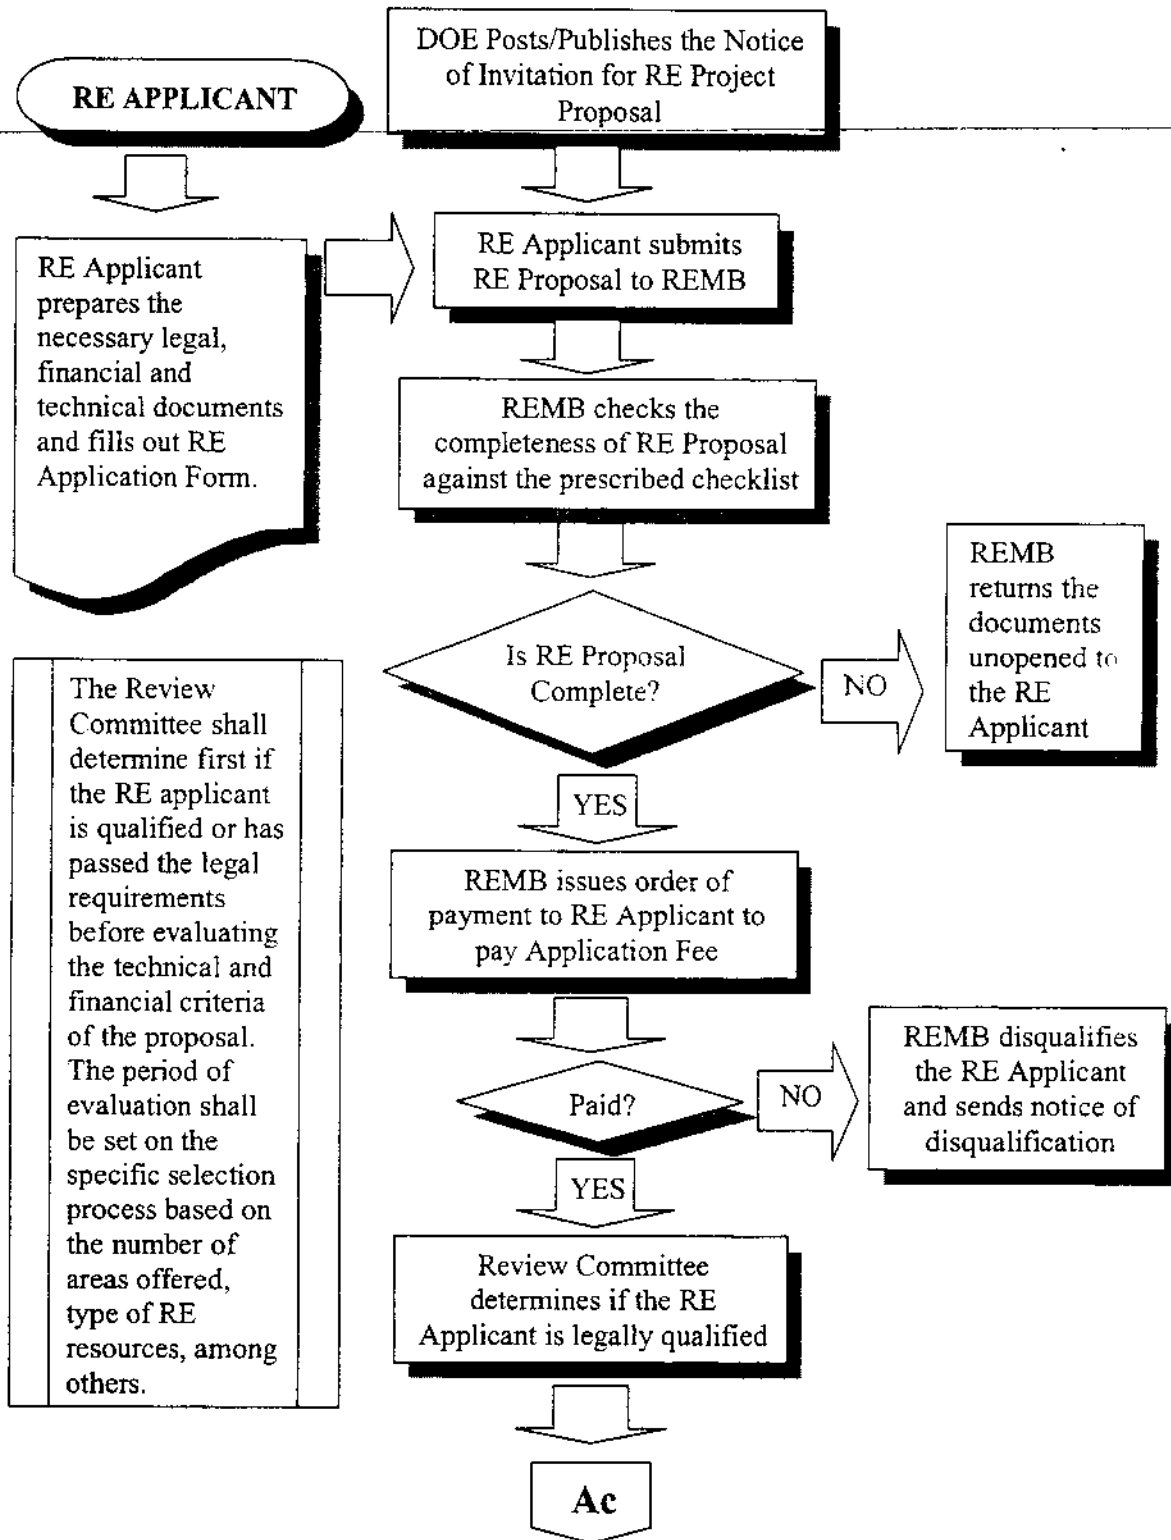 DOE Posts/Publishes the Notice
of Invitation for RE Project
Proposal
RE APPLICANT
RE Applicant
prepares the
necessary legal,
financial and
technical documents
and fills out RE
Application Form.
RE Applicant submits
RE Proposal to REMB
REMB checks the
completeness of RE Proposal
against the prescribed checklist
Is RE Proposal
Complete?
NO
REMB
returns the
documents
unopened to
the RE
Applicant
YES
The Review
Committee shall
determine first if
the RE applicant
is qualified or has
passed the legal
requirements
before evaluating
the technical and
financial criteria
of the proposal.
The period of
evaluation shall
be set on the
specific selection
process based on
the number of
areas offered,
type of RE
resources, among
others.
REMB issues order of
payment to RE Applicant to
pay Application Fee
Paid?
NO
REMB disqualifies
the RE Applicant
and sends notice of
disqualification
YES
Review Committee
determines if the RE
Applicant is legally qualified
Ac